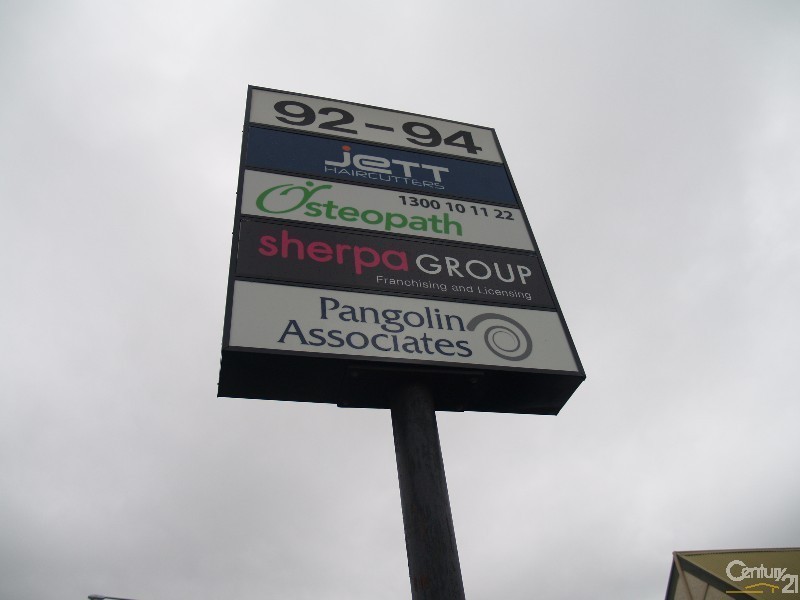 92-94
jett
HAIRCUTTERS
1300 10 11 22
Osteopath
sherpa GROUP
Franchising and Licensing
Pangolin
Associates
Century 21